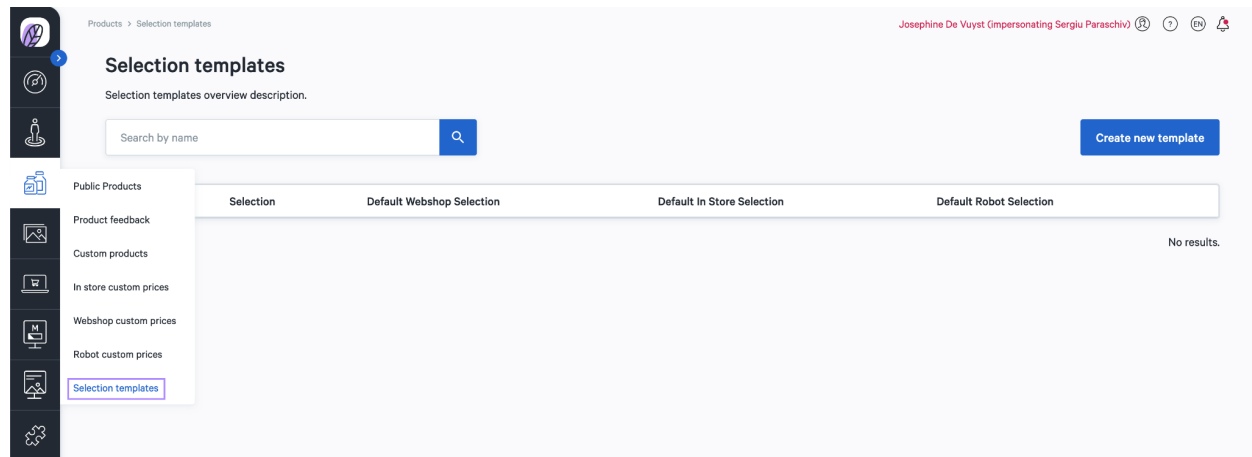 Products > Selection templates
Josephine De Vuyst (impersonating Sergiu Paraschiv)
?
EN
Selection templates
Selection templates overview description.
Search by name
Create new template
Public Products
Selection
Default Webshop Selection
Default In Store Selection
Default Robot Selection
Product feedback
No results.
Custom products
In store custom prices
Webshop custom prices
M
Robot custom prices
Selection templates